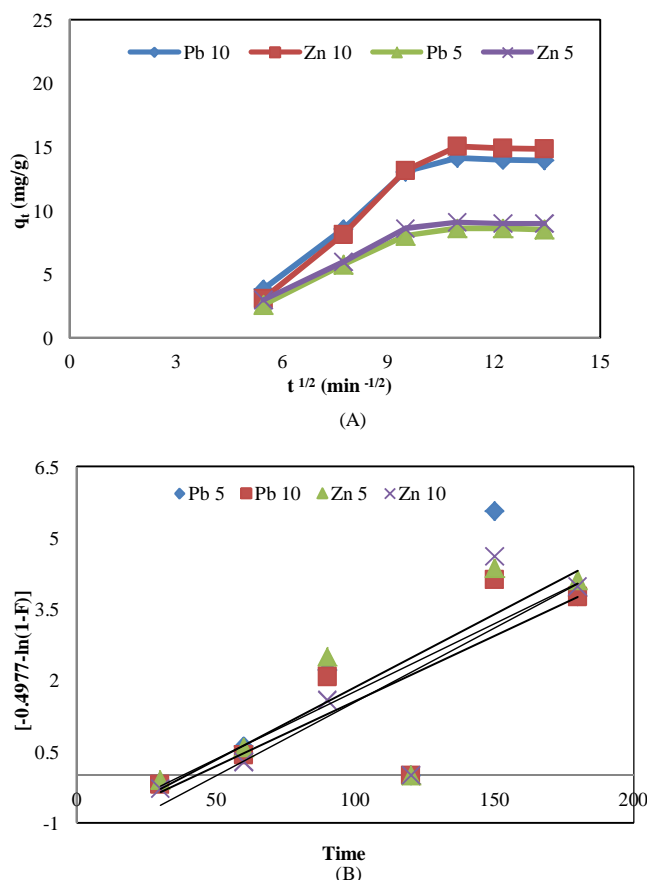 25
20
15
10
5
0
q_t (mg/g)
Pb 10 Zn 10 Pb 5 Zn 5
0 3 6 9 12 15
t ^1/2 (min ^-1/2)
(A)
6.5
5
3.5
2
0.5
-1
[-0.4977-ln(1-F)]
Pb 5 Pb 10 Zn 5 Zn 10
0 50 100 150 200
Time
(B)